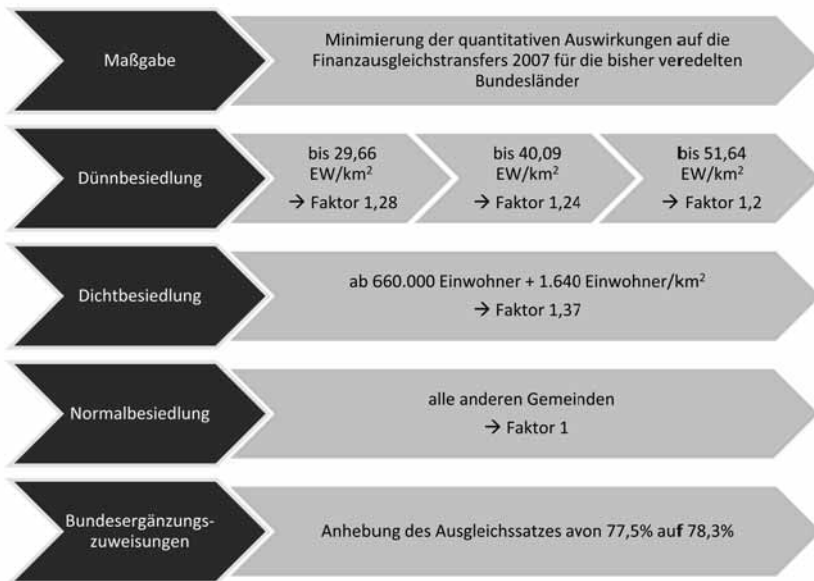 Maßgabe
Minimierung der quantitativen Auswirkungen auf die
Finanzausgleichstransfers 2007 für die bisher veredelten
Bundesländer
Dünnbesiedlung
bis 29,66
EW/km²
→ Faktor 1,28
bis 40,09
EW/km²
→ Faktor 1,24
bis 51,64
EW/km²
→ Faktor 1,2
Dichtbesiedlung
ab 660.000 Einwohner + 1.640 Einwohner/km²
→ Faktor 1,37
Normalbesiedlung
alle anderen Gemeinden
→ Faktor 1
Bundesergänzungs-
zuweisungen
Anhebung des Ausgleichssatzes avon 77,5% auf 78,3%